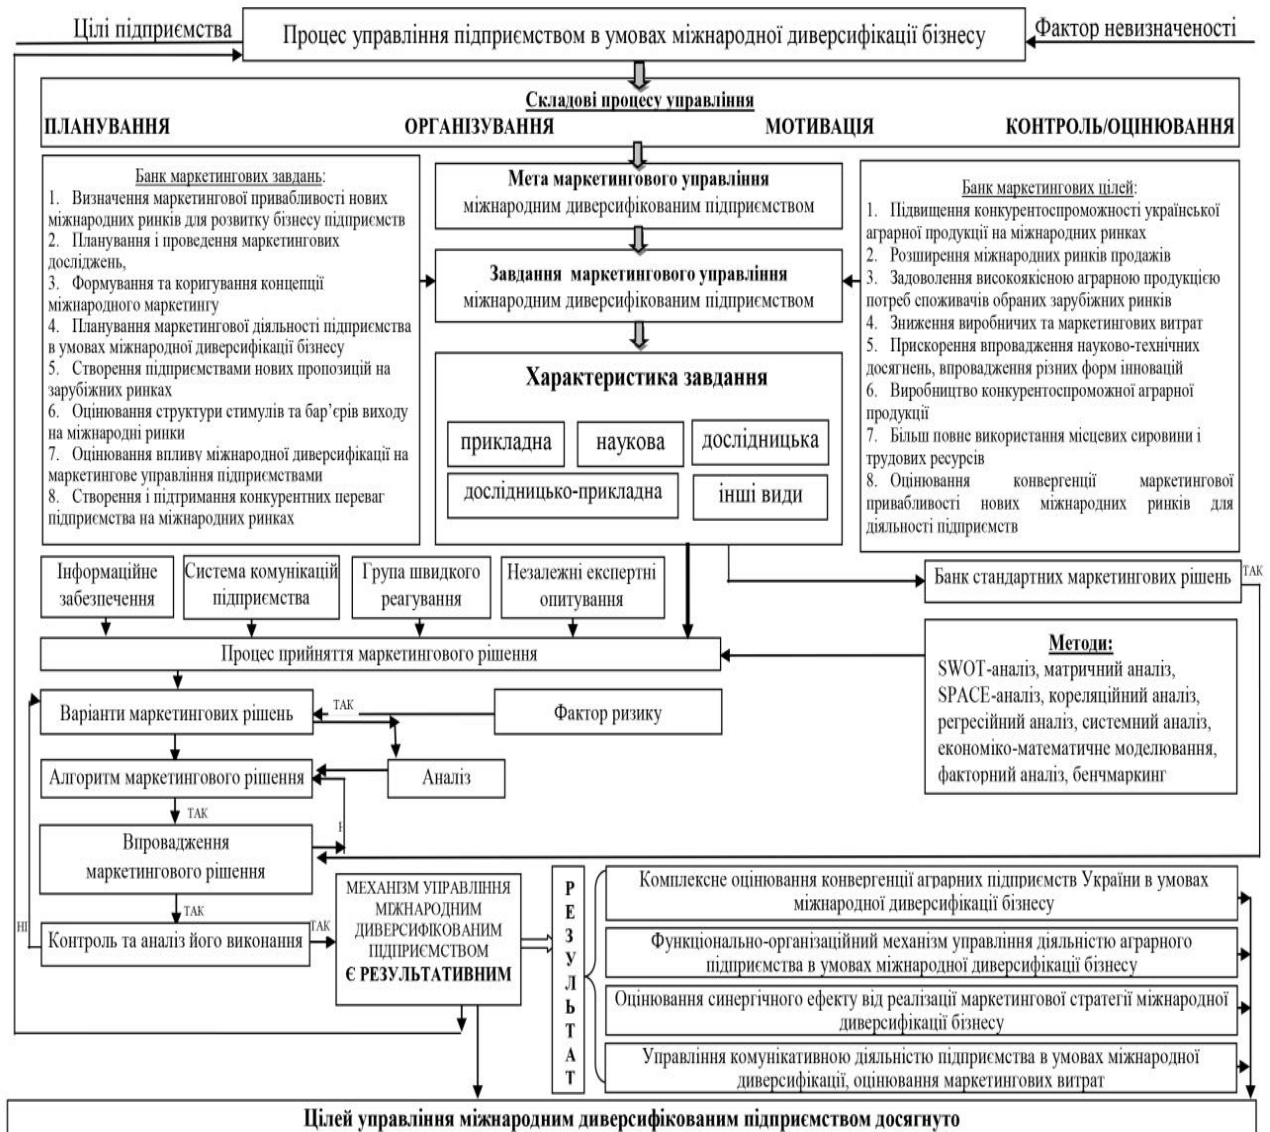 Цілі підприємства
Процес управління підприємством в умовах міжнародної диверсифікації бізнесу
Фактор невизначеності
Складові процесу управління
ПЛАНУВАННЯ ОРГАНІЗУВАННЯ МОТИВАЦІЯ КОНТРОЛЬ/ОЦІНЮВАННЯ
Банк маркетингових завдань:
1. Визначення маркетингової привабливості нових
міжнародних ринків для розвитку бізнесу підприємств
2. Планування і проведення маркетингових
досліджень,
3. Формування та коригування концепції
міжнародного маркетингу
4. Планування маркетингової діяльності підприємства
в умовах міжнародної диверсифікації бізнесу
5. Створення підприємствами нових пропозицій на
зарубіжних ринках
6. Оцінювання структури стимулів та бар’єрів виходу
на міжнародні ринки
7. Оцінювання впливу міжнародної диверсифікації на
маркетингове управління підприємствами
8. Створення і підтримання конкурентних переваг
підприємства на міжнародних ринках
Мета маркетингового управління
міжнародним диверсифікованим підприємством
Завдання маркетингового управління
міжнародним диверсифікованим підприємством
Характеристика завдання
прикладна
наукова
дослідницька
дослідницько-прикладна
інші види
Банк маркетингових цілей:
1. Підвищення конкурентоспроможності української
аграрної продукції на міжнародних ринках
2. Розширення міжнародних ринків продажів
3. Задоволення високоякісною аграрною продукцією
потреб споживачів обраних зарубіжних ринків
4. Зниження виробничих та маркетингових витрат
5. Прискорення впровадження науково-технічних
досягнень, впровадження різних форм інновацій
6. Виробництво конкурентоспроможної аграрної
продукції
7. Більш повне використання місцевих сировини і
трудових ресурсів
8. Оцінювання конвергенції маркетингової
привабливості нових міжнародних ринків для
діяльності підприємств
Інформаційне
забезпечення
Система комунікацій
підприємства
Група швидкого
реагування
Незалежні експертні
опитування
Банк стандартних маркетингових рішень
ТАК
Процес прийняття маркетингового рішення
Методи:
SWOT-аналіз, матричний аналіз,
SPACE-аналіз, кореляційний аналіз,
регресійний аналіз, системний аналіз,
економіко-математичне моделювання,
факторний аналіз, бенчмаркинг
Варіанти маркетингових рішень
ТАК
Фактор ризику
Алгоритм маркетингового рішення
Аналіз
ТАК
Впровадження
маркетингового рішення
ТАК
НІ
Контроль та аналіз його виконання
ТАК
МЕХАНІЗМ УПРАВЛІННЯ
МІЖНАРОДНИМ
ДИВЕРСИФІКОВАНИМ
ПІДПРИЄМСТВОМ
Є РЕЗУЛЬТАТИВНИМ
РЕЗУЛЬТАТ
Комплексне оцінювання конвергенції аграрних підприємств України в умовах
міжнародної диверсифікації бізнесу
Функціонально-організаційний механізм управління діяльністю аграрного
підприємства в умовах міжнародної диверсифікації бізнесу
Оцінювання синергічного ефекту від реалізації маркетингової стратегії міжнародної
диверсифікації бізнесу
Управління комунікативною діяльністю підприємства в умовах міжнародної
диверсифікації, оцінювання маркетингових витрат
Цілей управління міжнародним диверсифікованим підприємством досягнуто